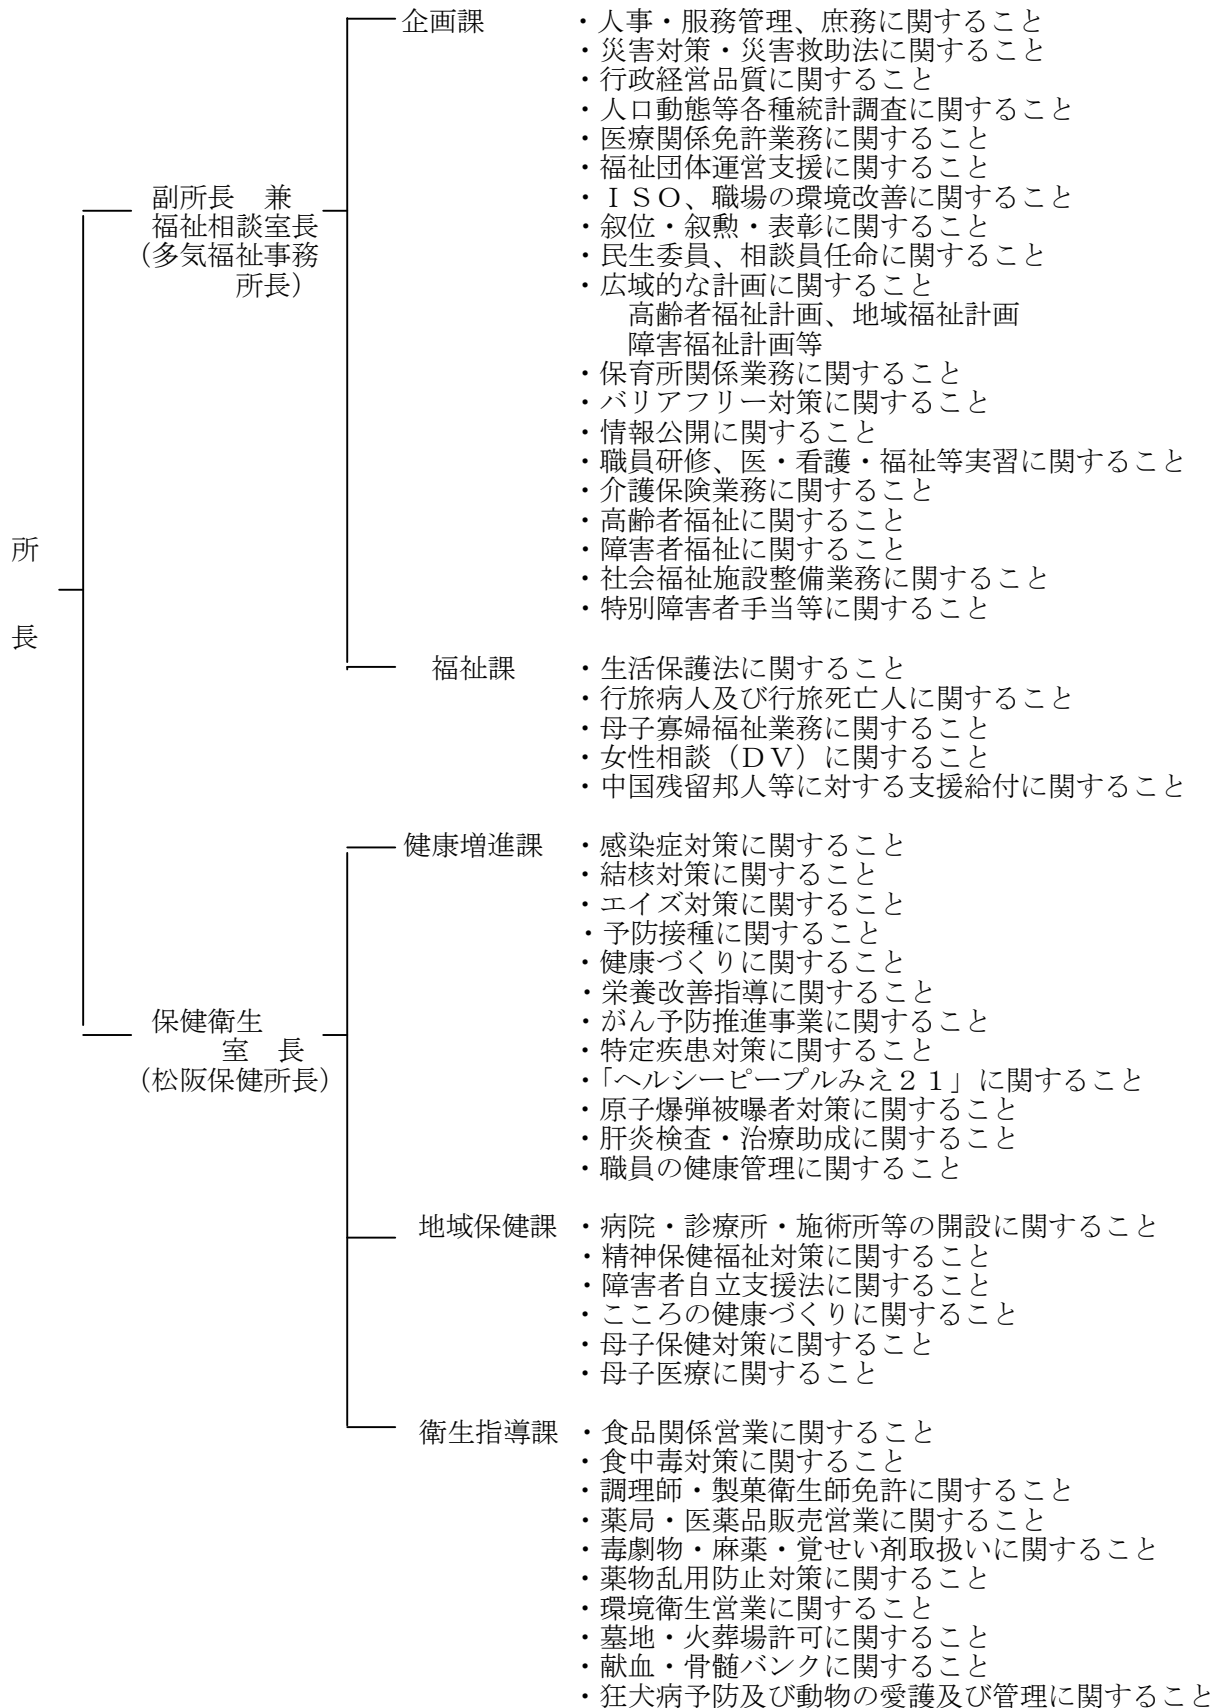 所
長
副所長　兼
福祉相談室長
(多気福祉事務
所長)
企画課
・人事・服務管理、庶務に関すること
・災害対策・災害救助法に関すること
・行政経営品質に関すること
・人口動態等各種統計調査に関すること
・医療関係免許業務に関すること
・福祉団体運営支援に関すること
・ＩＳＯ、職場の環境改善に関すること
・叙位・叙勲・表彰に関すること
・民生委員、相談員任命に関すること
・広域的な計画に関すること
高齢者福祉計画、地域福祉計画
障害福祉計画等
・保育所関係業務に関すること
・バリアフリー対策に関すること
・情報公開に関すること
・職員研修、医・看護・福祉等実習に関すること
・介護保険業務に関すること
・高齢者福祉に関すること
・障害者福祉に関すること
・社会福祉施設整備業務に関すること
・特別障害者手当等に関すること
福祉課
・生活保護法に関すること
・行旅病人及び行旅死亡人に関すること
・母子寡婦福祉業務に関すること
・女性相談（ＤＶ）に関すること
・中国残留邦人等に対する支援給付に関すること
保健衛生
室　長
(松阪保健所長)
健康増進課
・感染症対策に関すること
・結核対策に関すること
・エイズ対策に関すること
・予防接種に関すること
・健康づくりに関すること
・栄養改善指導に関すること
・がん予防推進事業に関すること
・特定疾患対策に関すること
・「ヘルシーピープルみえ２１」に関すること
・原子爆弾被曝者対策に関すること
・肝炎検査・治療助成に関すること
・職員の健康管理に関すること
地域保健課
・病院・診療所・施術所等の開設に関すること
・精神保健福祉対策に関すること
・障害者自立支援法に関すること
・こころの健康づくりに関すること
・母子保健対策に関すること
・母子医療に関すること
衛生指導課
・食品関係営業に関すること
・食中毒対策に関すること
・調理師・製菓衛生師免許に関すること
・薬局・医薬品販売営業に関すること
・毒劇物・麻薬・覚せい剤取扱いに関すること
・薬物乱用防止対策に関すること
・環境衛生営業に関すること
・墓地・火葬場許可に関すること
・献血・骨髄バンクに関すること
・狂犬病予防及び動物の愛護及び管理に関すること